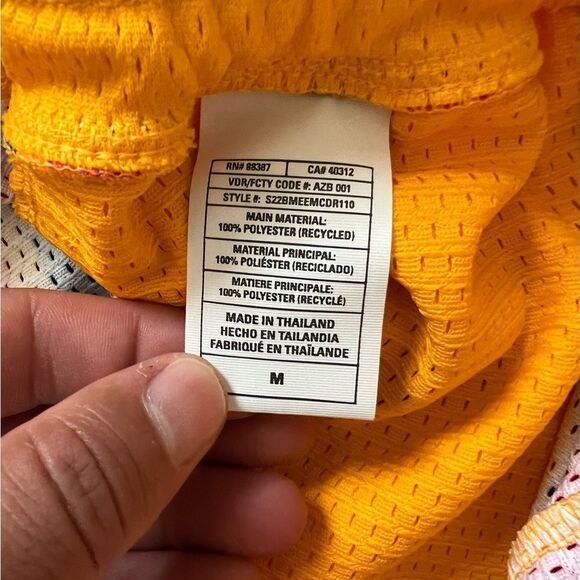 RN# 88387 CA# 40312
VDR/FCTY CODE #: AZB 001
STYLE #: S22BMEEMCDR110
MAIN MATERIAL:
100% POLYESTER (RECYCLED)
MATERIAL PRINCIPAL:
100% POLIÉSTER (RECICLADO)
MATIERE PRINCIPALE:
100% POLYESTER (RECYCLÉ)
MADE IN THAILAND
HECHO EN TAILANDIA
FABRIQUÉ EN THAÏLANDE
M